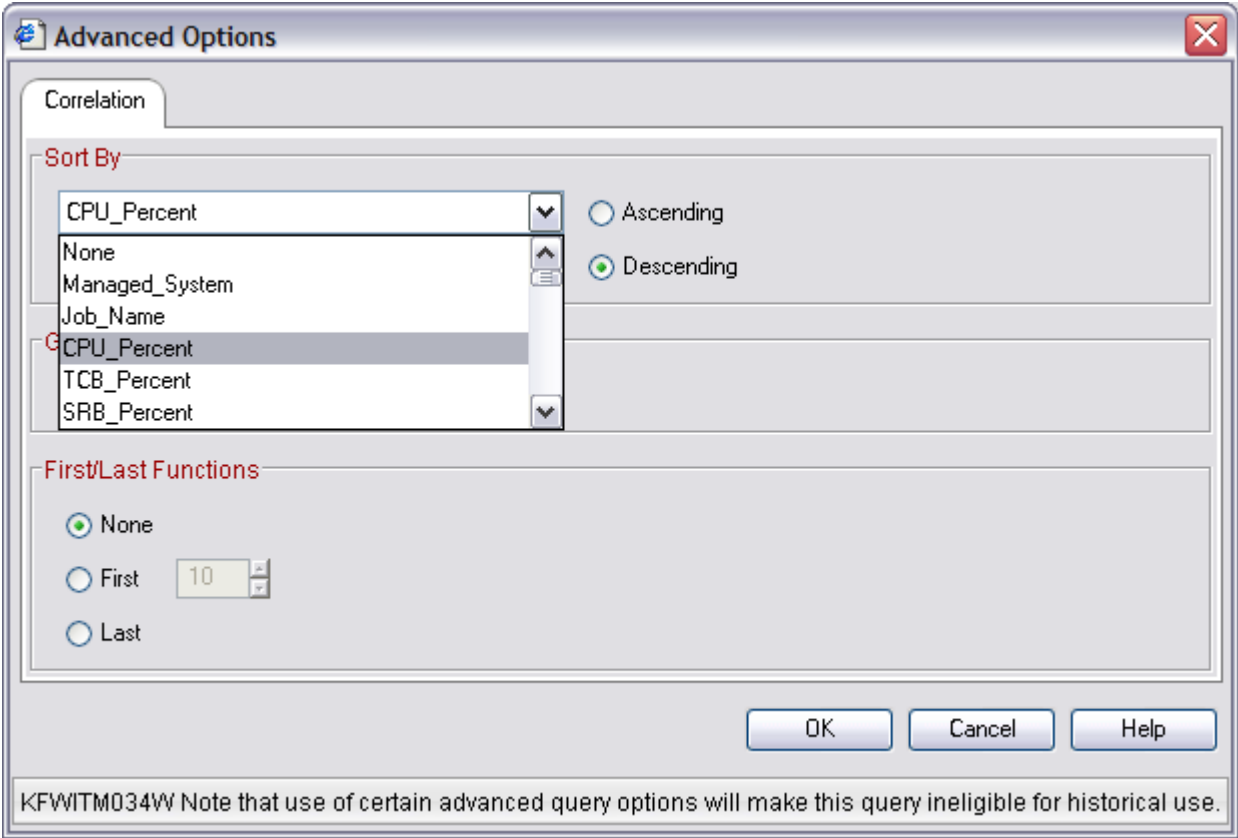 Advanced Options
Correlation
Sort By
CPU_Percent
Ascending
Descending
None
Managed_System
Job_Name
CPU_Percent
TCB_Percent
SRB_Percent
G
First/Last Functions
None
First 10
Last
OK Cancel Help
KFWITM034W Note that use of certain advanced query options will make this query ineligible for historical use.